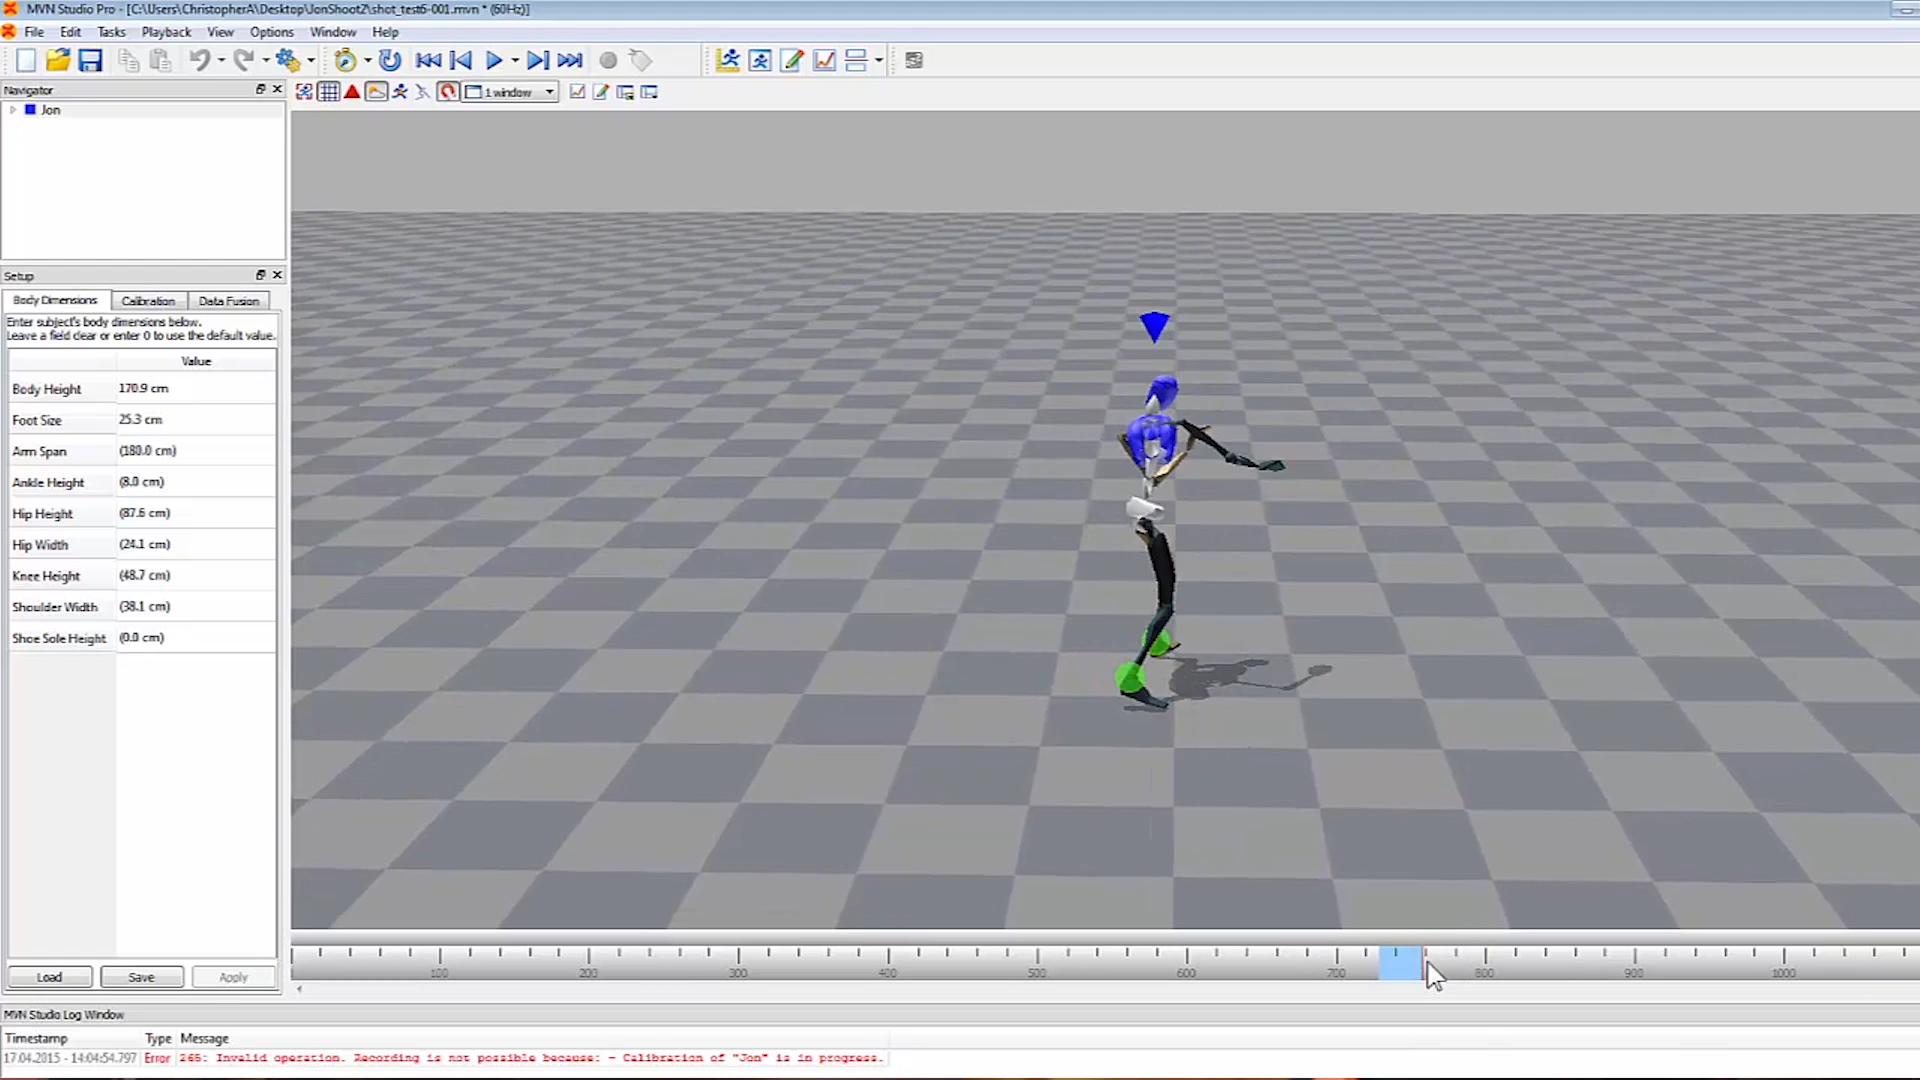 MVN Studio Pro - [C:\Users\ChristopherA\Desktop\JonShoot2\shot_test6-001.mvn * (60Hz)]
File Edit Tasks Playback View Options Window Help
Navigator
1 window
Jon
Setup
Body Dimensions Calibration Data Fusion
Enter subject's body dimensions below.
Leave a field clear or enter 0 to use the default value.
Value
Body Height 170.9 cm
Foot Size 25.3 cm
Arm Span (180.0 cm)
Ankle Height (8.0 cm)
Hip Height (87.6 cm)
Hip Width (24.1 cm)
Knee Height (48.7 cm)
Shoulder Width (38.1 cm)
Shoe Sole Height (0.0 cm)
100 200 300 400 500 600 700 800 900 1000
Load Save Apply
MVN Studio Log Window
Timestamp Type Message
17.04.2015 - 14:04:54.797 Error 265: Invalid operation. Recording is not possible because: - Calibration of "Jon" is in progress.